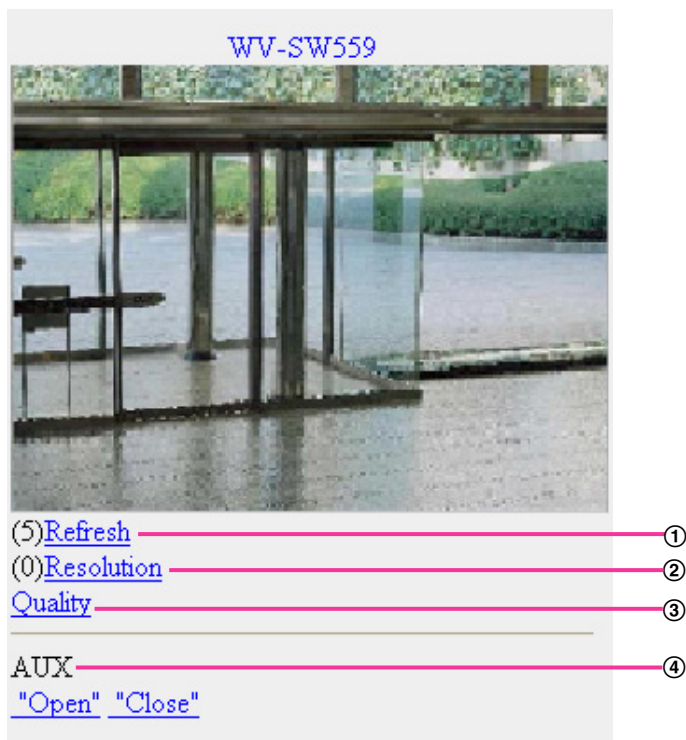 WV-SW559
(5)Refresh ①
(0)Resolution ②
Quality ③
AUX ④
"Open" "Close"